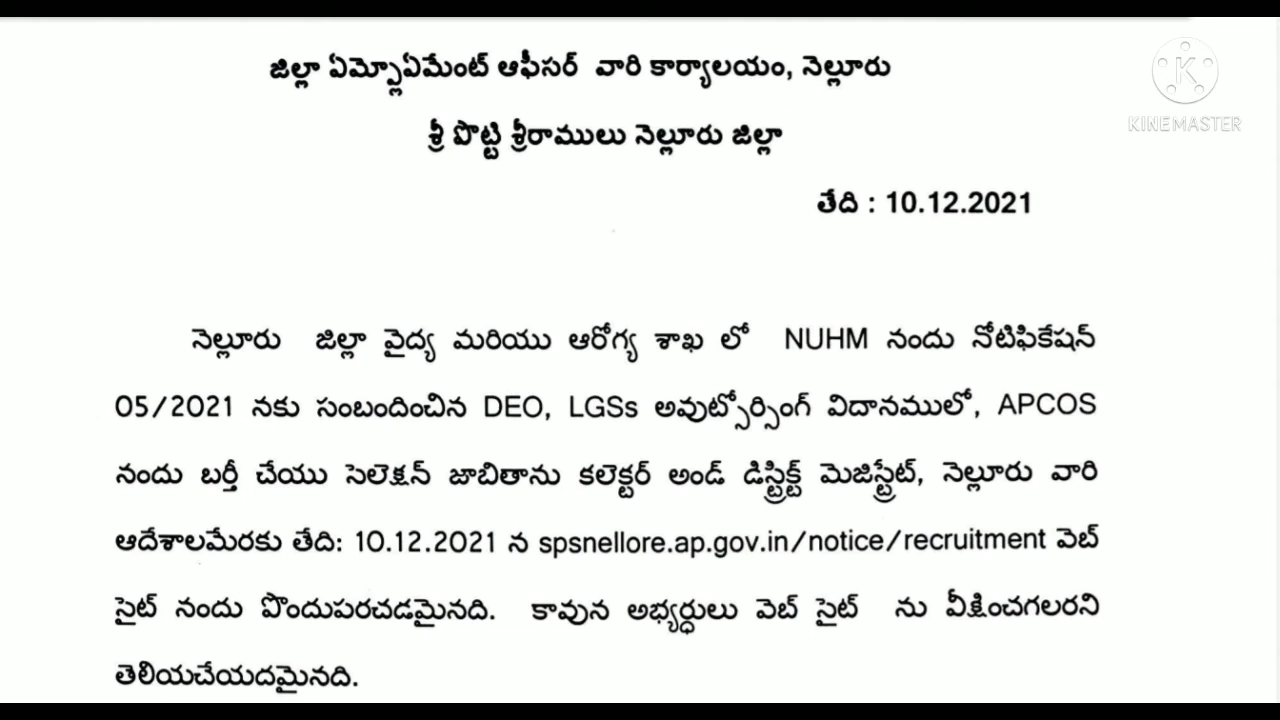 జిల్లా ఏమ్ప్లోఏమేంట్ ఆఫీసర్ వారి కార్యాలయం, నెల్లూరు
KINEMASTER
శ్రీ పొట్టి శ్రీరాములు నెల్లూరు జిల్లా
తేది : 10.12.2021
నెల్లూరు జిల్లా వైద్య మరియు ఆరోగ్య శాఖ లో NUHM నందు నోటిఫికేషన్
05/2021 నకు సంబందించిన DEO, LGSs అవుట్సోర్సింగ్ విదానములో, APCOS
నందు బర్తీ చేయు సెలెక్షన్ జాబితాను కలెక్టర్ అండ్ డిస్ట్రిక్ట్ మెజిస్ట్రేట్, నెల్లూరు వారి
ఆదేశాలమేరకు తేది: 10.12.2021 న spsnellore.ap.gov.in/notice/recruitment వెబ్
సైట్ నందు పొందుపరచడమైనది. కావున అభ్యర్ధులు వెబ్ సైట్ ను వీక్షించగలరని
తెలియచేయదమైనది.